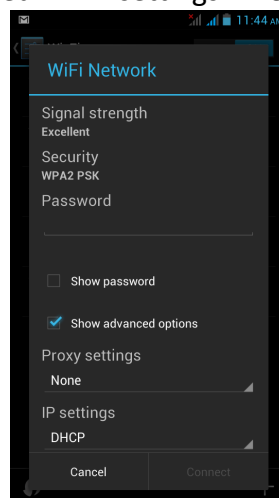 11:44 AM
WiFi Network
Signal strength
Excellent
Security
WPA2 PSK
Password
Show password
Show advanced options
Proxy settings
None
IP settings
DHCP
Cancel
Connect